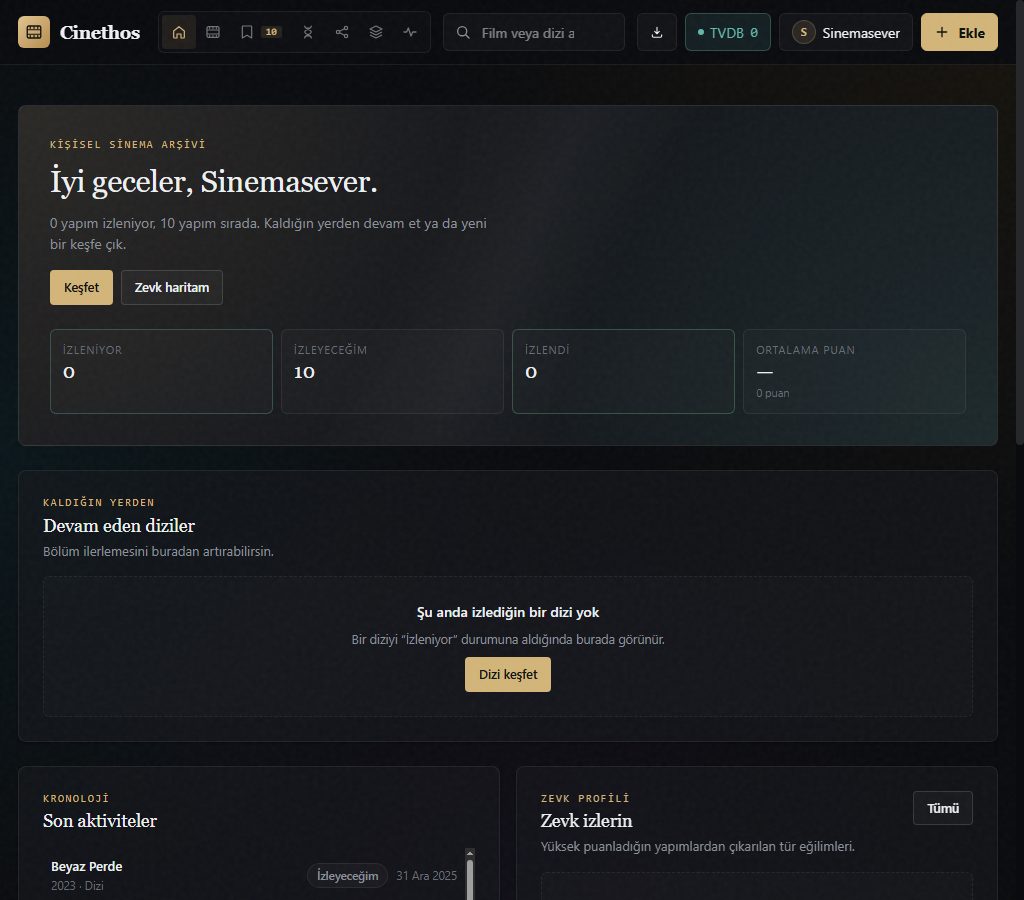 Cinethos
10
Film veya dizi a
TVDB 0
S
Sinemasever
+ Ekle
KİŞİSEL SİNEMA ARŞİVİ
İyi geceler, Sinemasever.
0 yapım izleniyor, 10 yapım sırada. Kaldığın yerden devam et ya da yeni
bir keşfe çık.
Keşfet
Zevk haritam
İZLENİYOR
0
İZLEYECEĞİM
10
İZLENDİ
0
ORTALAMA PUAN
—
0 puan
KALDIĞIN YERDEN
Devam eden diziler
Bölüm ilerlemesini buradan artırabilirsin.
Şu anda izlediğin bir dizi yok
Bir diziyi “İzleniyor” durumuna aldığında burada görünür.
Dizi keşfet
KRONOLOJİ
Son aktiviteler
Beyaz Perde
2023 · Dizi
İzleyeceğim
31 Ara 2025
ZEVK PROFİLİ
Zevk izlerin
Yüksek puanladığın yapımlardan çıkarılan tür eğilimleri.
Tümü